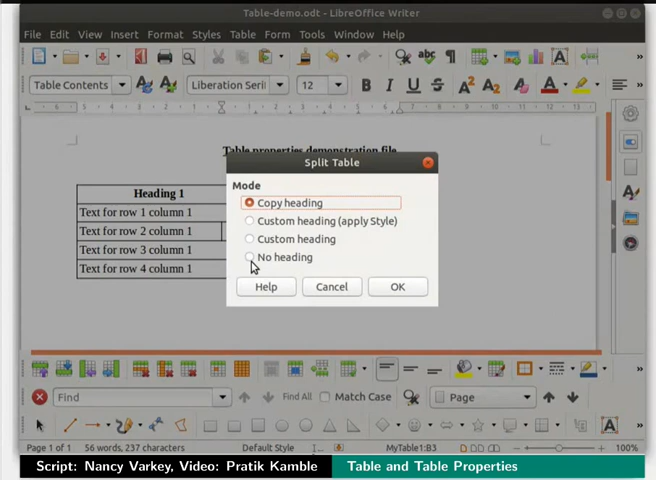 Table-demo.odt - LibreOffice Writer
File Edit View Insert Format Styles Table Form Tools Window Help
Table Contents Liberation Seri 12
Table properties demonstration file
Split Table
Mode
Heading 1
Copy heading
Text for row 1 column 1
Custom heading (apply Style)
Text for row 2 column 1
Custom heading
Text for row 3 column 1
No heading
Text for row 4 column 1
Help Cancel OK
Find Find All Match Case Page
Page 1 of 1 56 words, 237 characters Default Style MyTable1:B3 100%
Script: Nancy Varkey, Video: Pratik Kamble Table and Table Properties